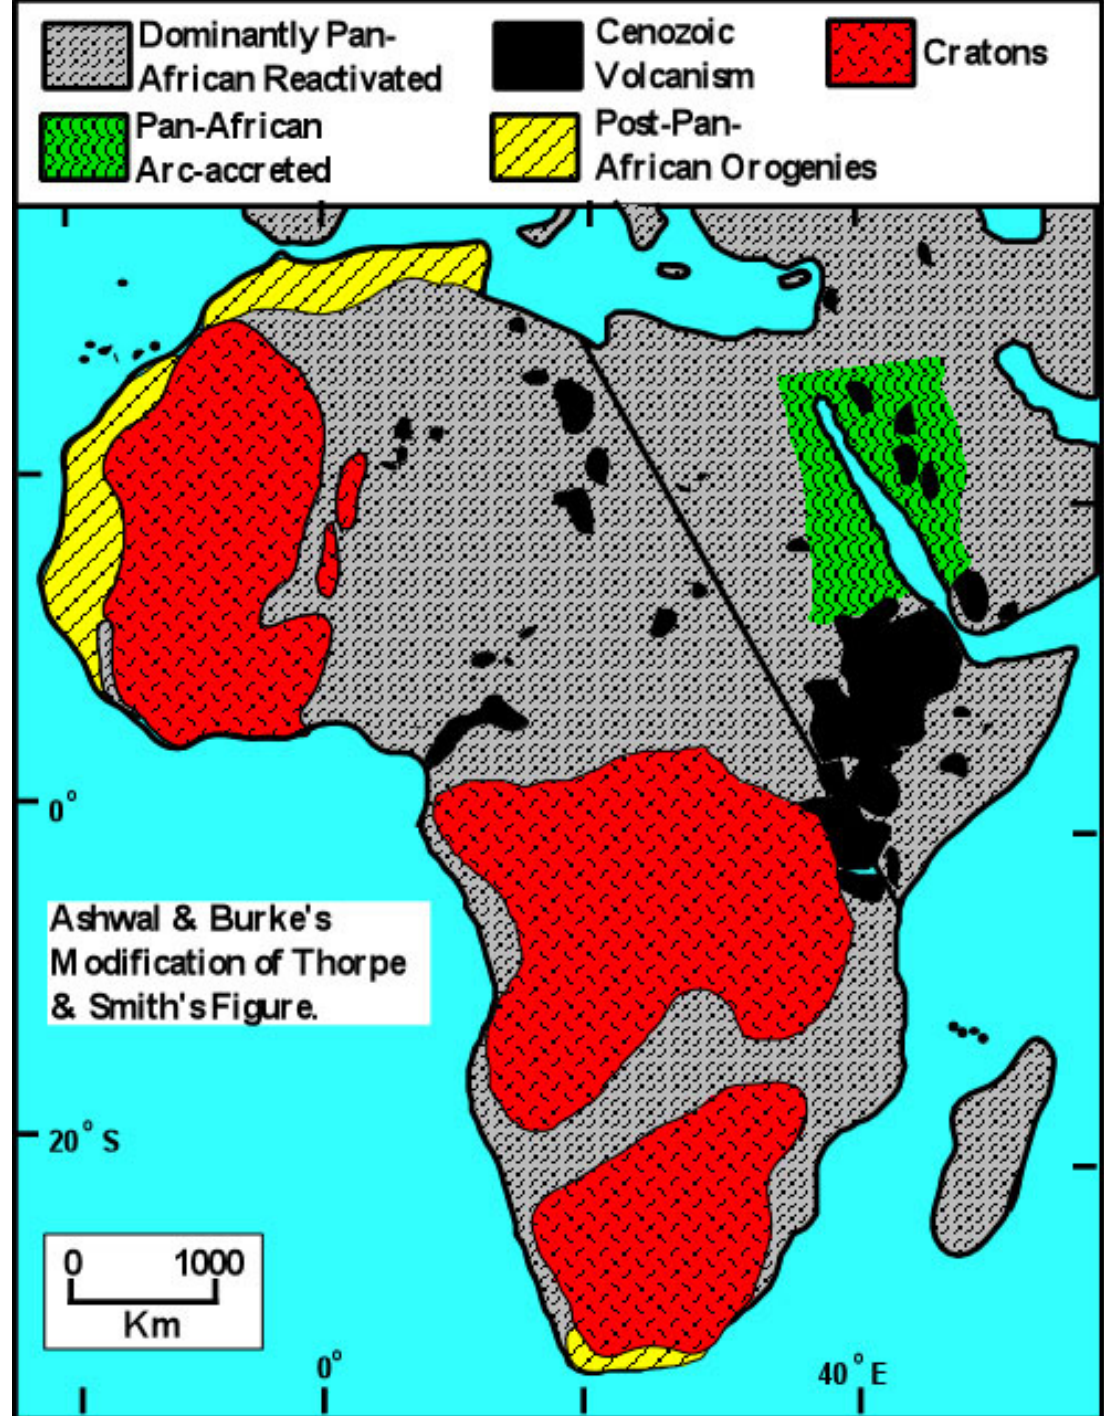 Dominantly Pan-
African Reactivated
Cenozoic
Volcanism
Cratons
Pan-African
Arc-accreted
Post-Pan-
African Orogenies
0°
Ashwal & Burke's
Modification of Thorpe
& Smith's Figure.
20° S
0 1000
Km
0°
40° E